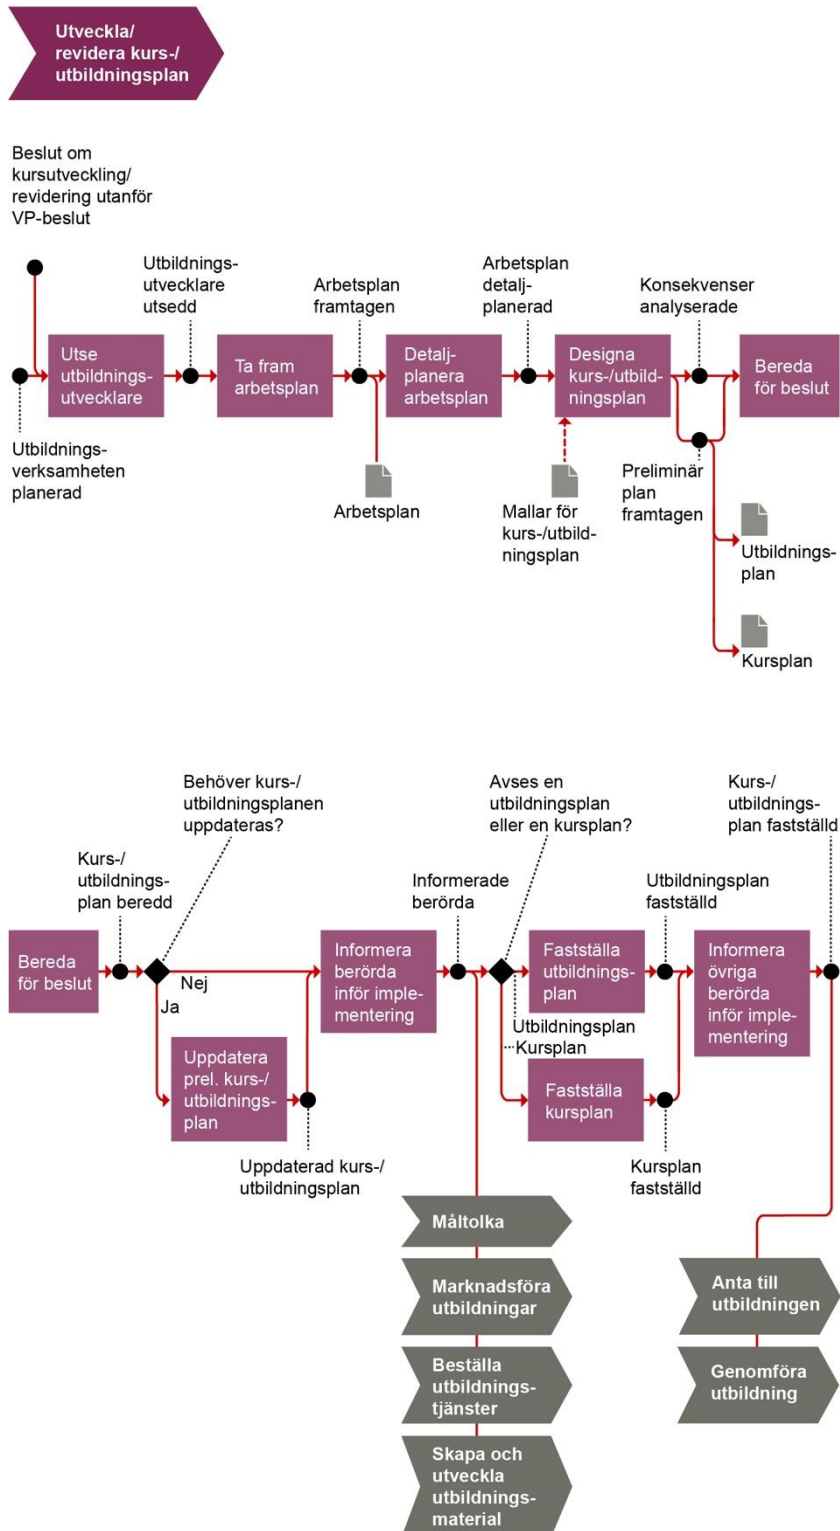 Utveckla/
revidera kurs-/
utbildningsplan
Beslut om
kursutveckling/
revidering utanför
VP-beslut
Utbildnings-
utvecklare
utsedd
Arbetsplan
framtagen
Arbetsplan
detalj-
planerad
Konsekvenser
analyserade
Utse
utbildnings-
utvecklare
Ta fram
arbetsplan
Detalj-
planera
arbetsplan
Designa
kurs-/utbild-
ningsplan
Bereda
för beslut
Utbildnings-
verksamheten
planerad
Arbetsplan
Mallar för
kurs-/utbild-
ningsplan
Preliminär
plan
framtagen
Utbildnings-
plan
Kursplan
Behöver kurs-/
utbildningsplanen
uppdateras?
Avses en
utbildningsplan
eller en kursplan?
Kurs-/
utbildnings-
plan fastställd
Kurs-/
utbildnings-
plan beredd
Informerade
berörda
Utbildningsplan
fastställd
Bereda
för beslut
Nej
Ja
Informera
berörda
inför imple-
mentering
Fastställa
utbildnings-
plan
Informera
övriga
berörda
inför imple-
mentering
Utbildningsplan
Kursplan
Uppdatera
prel. kurs-/
utbildnings-
plan
Fastställa
kursplan
Uppdaterad kurs-/
utbildningsplan
Kursplan
fastställd
Måltolka
Marknadsföra
utbildningar
Beställa
utbildnings-
tjänster
Skapa och
utveckla
utbildnings-
material
Anta till
utbildningen
Genomföra
utbildning